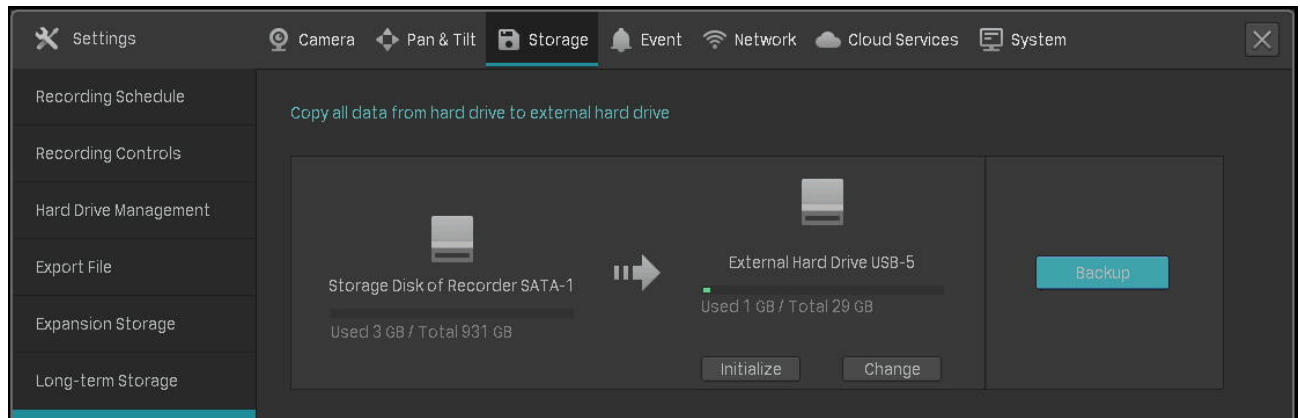 Settings
Camera
Pan & Tilt
Storage
Event
Network
Cloud Services
System
Recording Schedule
Recording Controls
Hard Drive Management
Export File
Expansion Storage
Long-term Storage
Copy all data from hard drive to external hard drive
Storage Disk of Recorder SATA-1
Used 3 GB / Total 931 GB
External Hard Drive USB-5
Used 1 GB / Total 29 GB
Initialize
Change
Backup